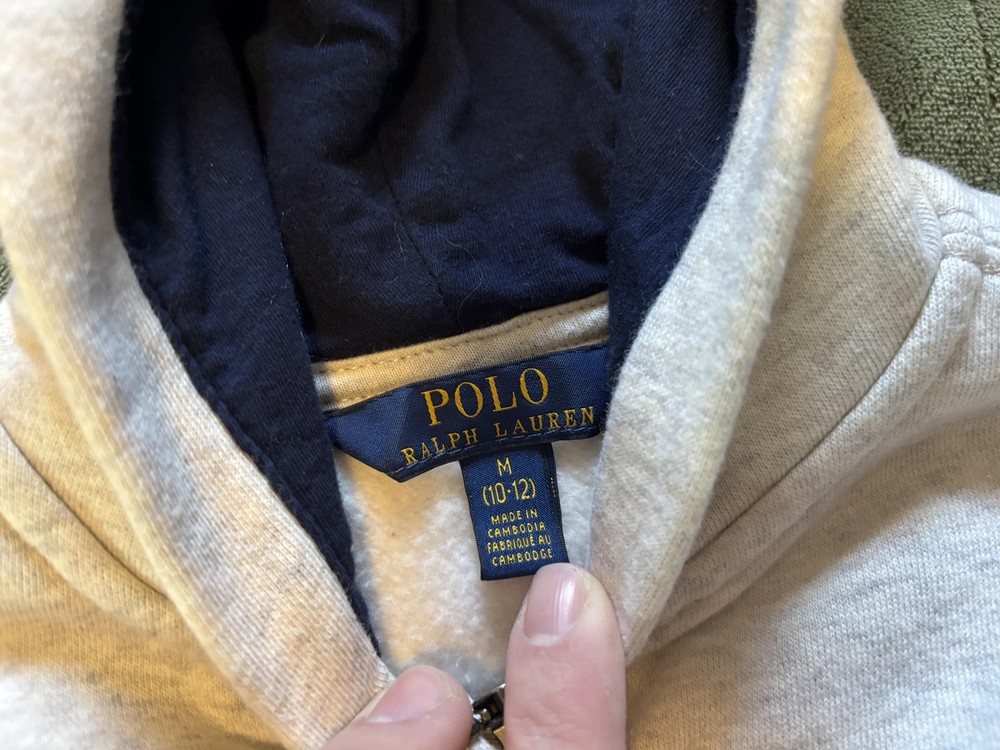 POLO
RALPH LAUREN
M
(10-12)
MADE IN
CAMBODIA
FABRIQUÉ AU
CAMBODGE